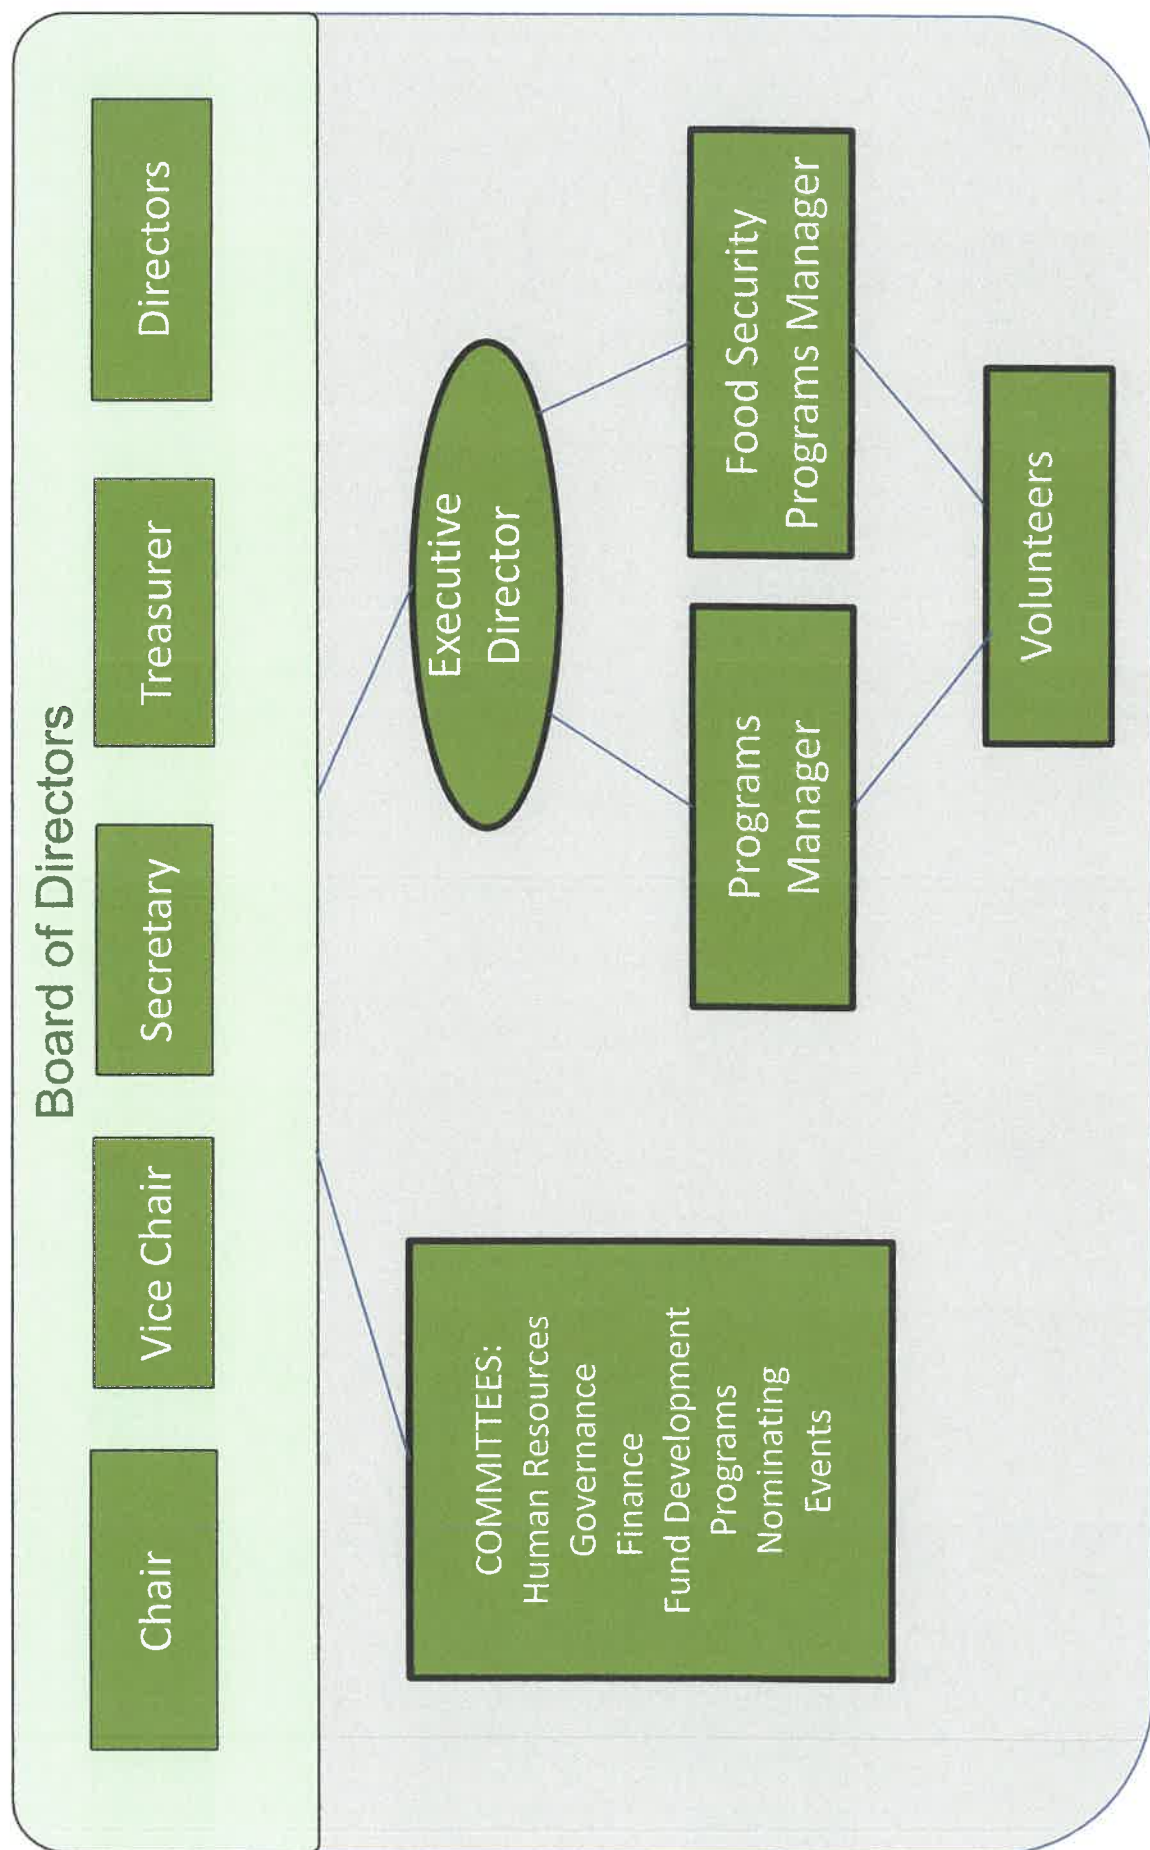 Board of Directors
Chair
Vice Chair
Secretary
Treasurer
Directors
COMMITTEES:
Human Resources
Governance
Finance
Fund Development
Programs
Nominating
Events
Executive
Director
Programs
Manager
Food Security
Programs Manager
Volunteers